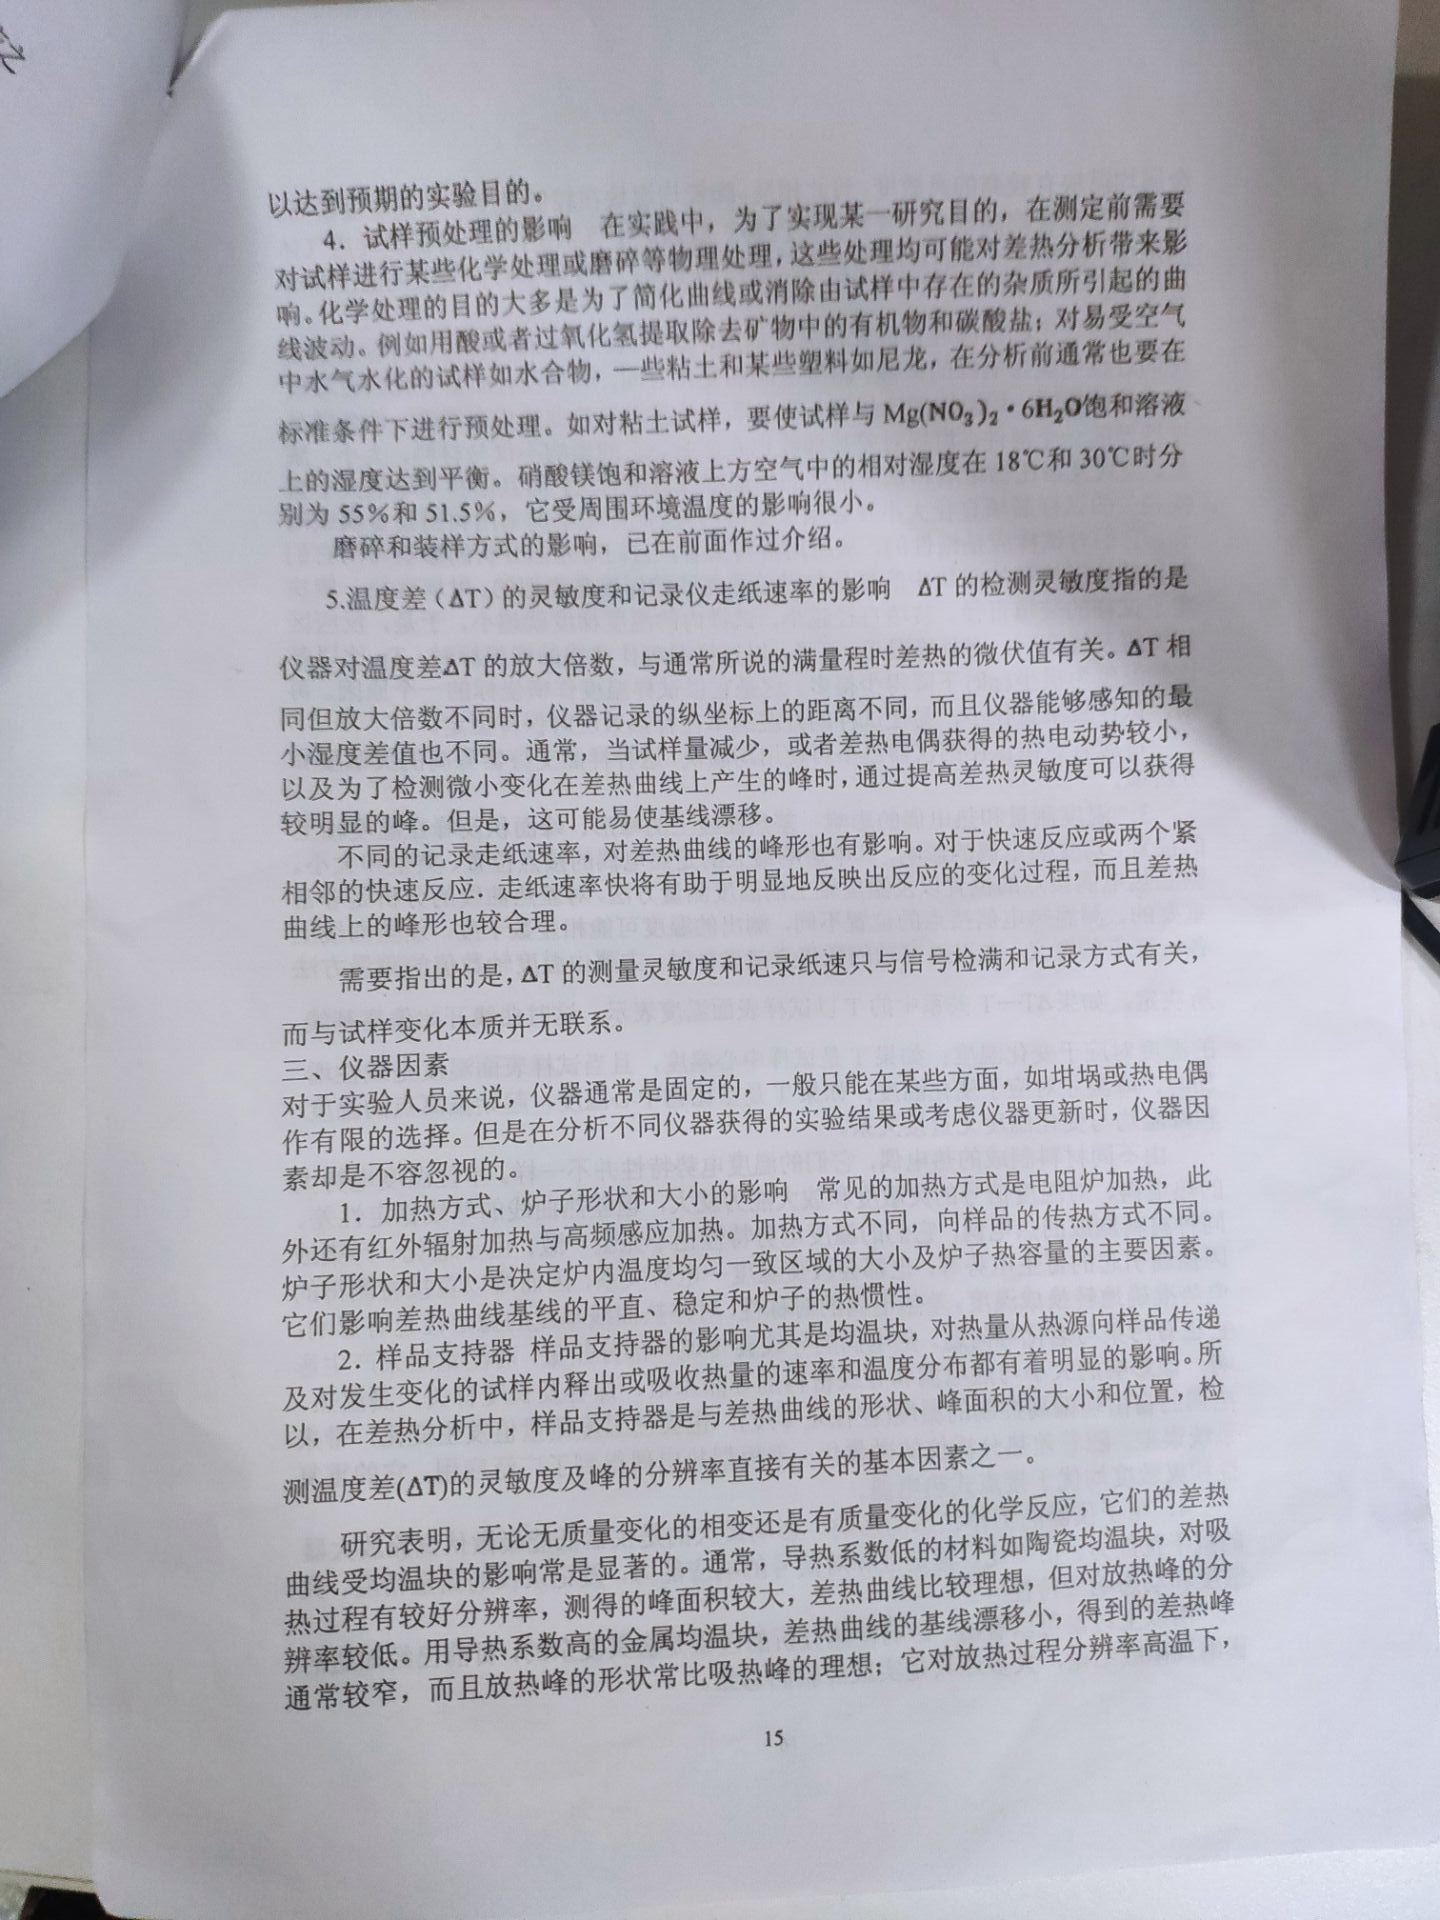 以达到预期的实验目的。
4．试样预处理的影响 在实践中，为了实现某一研究目的，在测定前需要
对试样进行某些化学处理或磨碎等物理处理，这些处理均可能对差热分析带来影
响。化学处理的目的大多是为了简化曲线或消除由试样中存在的杂质所引起的曲
线波动。例如用酸或者过氧化氢提取除去矿物中的有机物和碳酸盐；对易受空气
中水气水化的试样如水合物，一些粘土和某些塑料如尼龙，在分析前通常也要在
标准条件下进行预处理。如对粘土试样，要使试样与 Mg(NO₃)₂·6H₂O饱和溶液
上的湿度达到平衡。硝酸镁饱和溶液上方空气中的相对湿度在 18℃和 30℃时分
别为 55%和 51.5%，它受周围环境温度的影响很小。
磨碎和装样方式的影响，已在前面作过介绍。
5.温度差（ΔT）的灵敏度和记录仪走纸速率的影响 ΔT 的检测灵敏度指的是
仪器对温度差ΔT 的放大倍数，与通常所说的满量程时差热的微伏值有关。ΔT 相
同但放大倍数不同时，仪器记录的纵坐标上的距离不同，而且仪器能够感知的最
小湿度差值也不同。通常，当试样量减少，或者差热电偶获得的热电动势较小，
以及为了检测微小变化在差热曲线上产生的峰时，通过提高差热灵敏度可以获得
较明显的峰。但是，这可能易使基线漂移。
不同的记录走纸速率，对差热曲线的峰形也有影响。对于快速反应或两个紧
相邻的快速反应．走纸速率快将有助于明显地反映出反应的变化过程，而且差热
曲线上的峰形也较合理。
需要指出的是，ΔT 的测量灵敏度和记录纸速只与信号检满和记录方式有关，
而与试样变化本质并无联系。
三、仪器因素
对于实验人员来说，仪器通常是固定的，一般只能在某些方面，如坩埚或热电偶
作有限的选择。但是在分析不同仪器获得的实验结果或考虑仪器更新时，仪器因
素却是不容忽视的。
1．加热方式、炉子形状和大小的影响 常见的加热方式是电阻炉加热，此
外还有红外辐射加热与高频感应加热。加热方式不同，向样品的传热方式不同。
炉子形状和大小是决定炉内温度均匀一致区域的大小及炉子热容量的主要因素。
它们影响差热曲线基线的平直、稳定和炉子的热惯性。
2．样品支持器 样品支持器的影响尤其是均温块，对热量从热源向样品传递
及对发生变化的试样内释出或吸收热量的速率和温度分布都有着明显的影响。所
以，在差热分析中，样品支持器是与差热曲线的形状、峰面积的大小和位置，检
测温度差(ΔT)的灵敏度及峰的分辨率直接有关的基本因素之一。
研究表明，无论无质量变化的相变还是有质量变化的化学反应，它们的差热
曲线受均温块的影响常是显著的。通常，导热系数低的材料如陶瓷均温块，对吸
热过程有较好分辨率，测得的峰面积较大，差热曲线比较理想，但对放热峰的分
辨率较低。用导热系数高的金属均温块，差热曲线的基线漂移小，得到的差热峰
通常较窄，而且放热峰的形状常比吸热峰的理想；它对放热过程分辨率高温下，
15